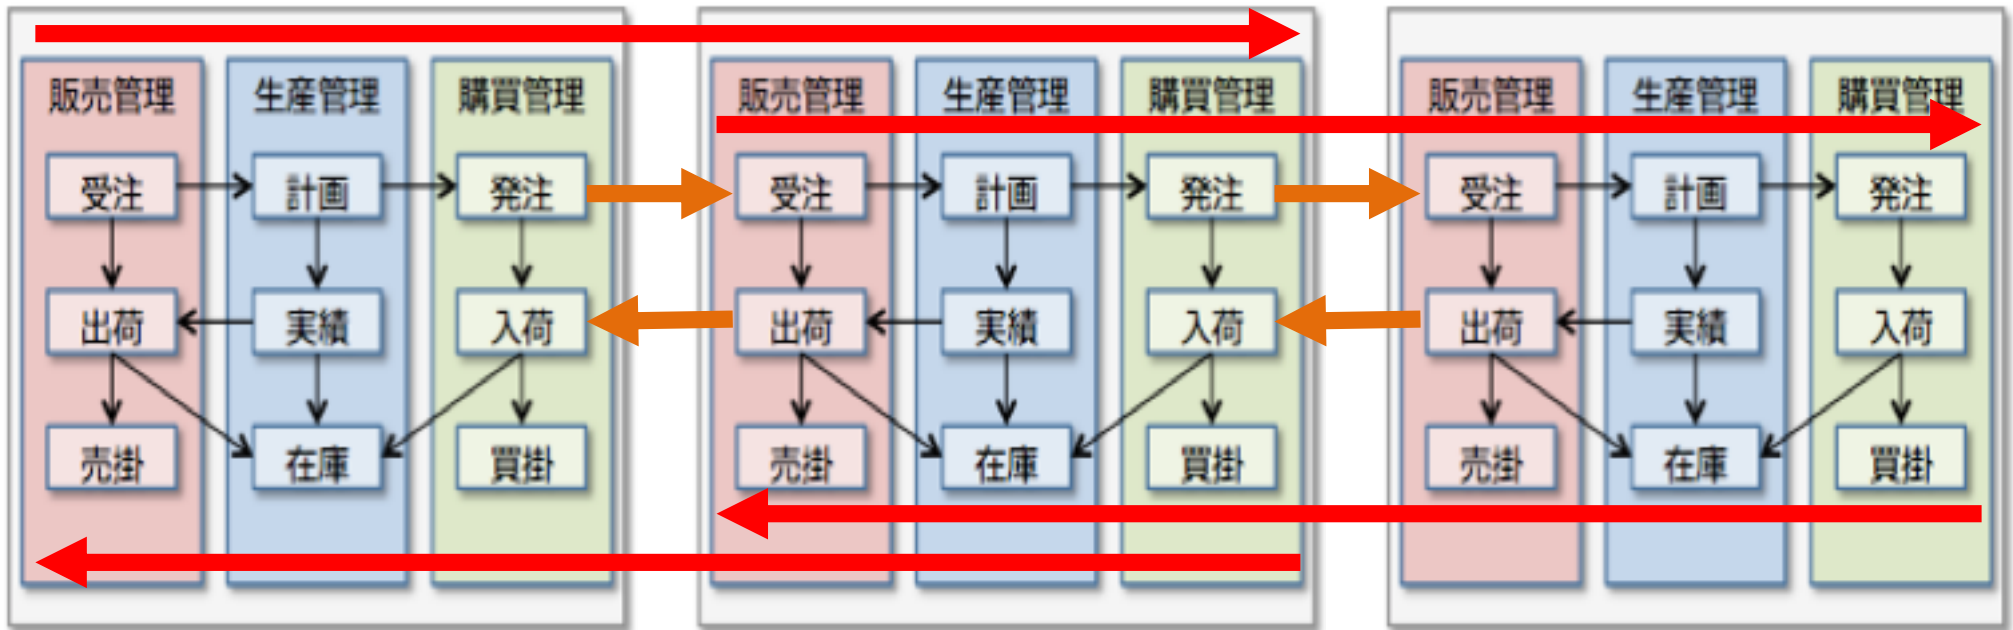 販売管理
生産管理
購買管理
受注
計画
発注
出荷
実績
入荷
売掛
在庫
買掛
販売管理
生産管理
購買管理
受注
計画
発注
出荷
実績
入荷
売掛
在庫
買掛
販売管理
生産管理
購買管理
受注
計画
発注
出荷
実績
入荷
売掛
在庫
買掛